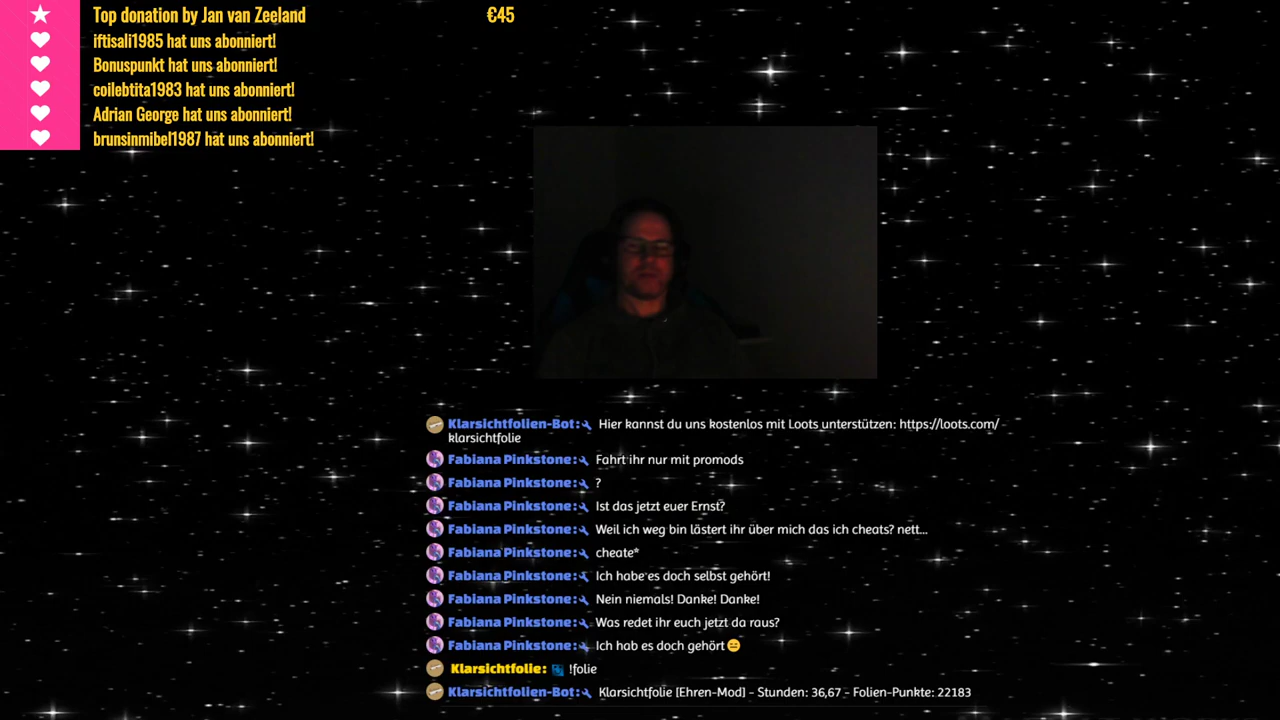 Top donation by Jan van Zeeland €45
iftisali1985 hat uns abonniert!
Bonuspunkt hat uns abonniert!
coilebtita1983 hat uns abonniert!
Adrian George hat uns abonniert!
brunsinmibel1987 hat uns abonniert!
Klarsichtfolien-Bot: Hier kannst du uns kostenlos mit Loots unterstützen: https://loots.com/
klarsichtfolie
Fabiana Pinkstone: Fahrt ihr nur mit promods
Fabiana Pinkstone: ?
Fabiana Pinkstone: Ist das jetzt euer Ernst?
Fabiana Pinkstone: Weil ich weg bin lästert ihr über mich das ich cheats? nett...
Fabiana Pinkstone: cheate*
Fabiana Pinkstone: Ich habe es doch selbst gehört!
Fabiana Pinkstone: Nein niemals! Danke! Danke!
Fabiana Pinkstone: Was redet ihr euch jetzt da raus?
Fabiana Pinkstone: Ich hab es doch gehört😑
Klarsichtfolie: !folie
Klarsichtfolien-Bot: Klarsichtfolie [Ehren-Mod] - Stunden: 36,67 - Folien-Punkte: 22183